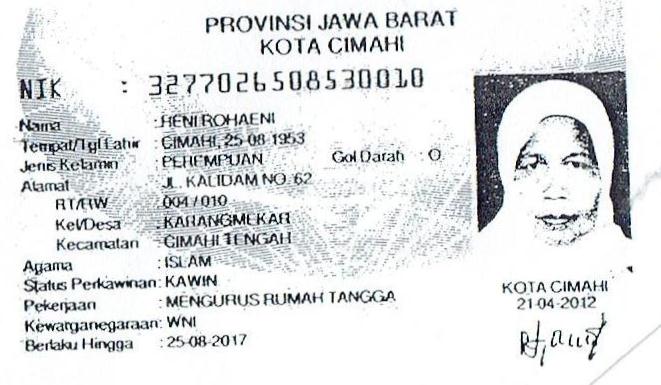 PROVINSI JAWA BARAT
KOTA CIMAHI
NIK : 3277026508530010
Nama : HENI ROHAENI
Tempat/Tgl Lahir : CIMAHI, 25-08-1953
Jenis Kelamin : PEREMPUAN Gol Darah : O
Alamat : JL. KALIDAM NO. 62
RT/RW : 004 / 010
Kel/Desa : KARANGMEKAR
Kecamatan : CIMAHI TENGAH
Agama : ISLAM
Status Perkawinan: KAWIN
Pekerjaan : MENGURUS RUMAH TANGGA
Kewarganegaraan: WNI
Berlaku Hingga : 25-08-2017
KOTA CIMAHI
21-04-2012